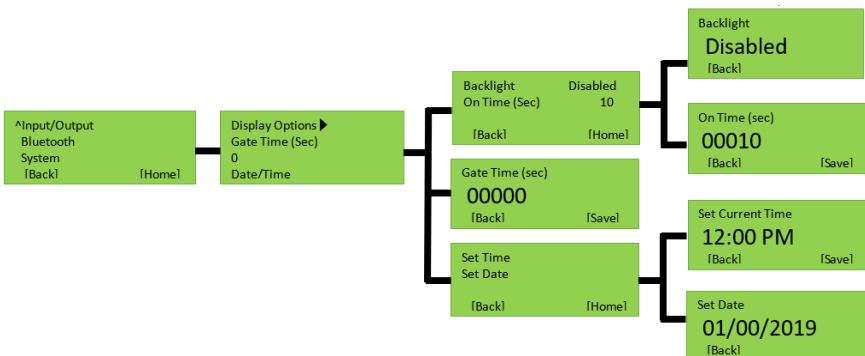 ^Input/Output
Bluetooth
System
[Back] [Home]
Display Options ▶
Gate Time (Sec)
0
Date/Time
Backlight Disabled
On Time (Sec) 10
[Back] [Home]
Gate Time (sec)
00000
[Back] [Save]
Set Time
Set Date
[Back] [Home]
Backlight
Disabled
[Back]
On Time (sec)
00010
[Back] [Save]
Set Current Time
12:00 PM
[Back] [Save]
Set Date
01/00/2019
[Back]